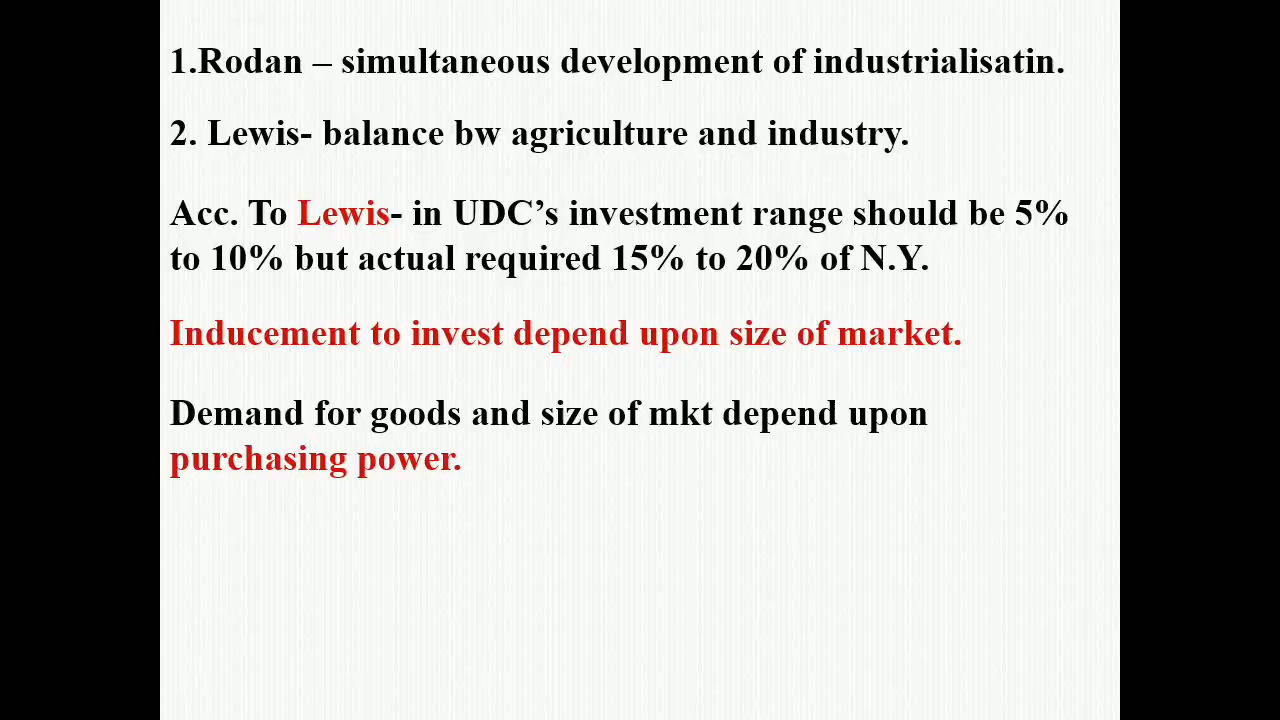 1.Rodan – simultaneous development of industrialisatin.
2. Lewis- balance bw agriculture and industry.
Acc. To Lewis- in UDC’s investment range should be 5%
to 10% but actual required 15% to 20% of N.Y.
Inducement to invest depend upon size of market.
Demand for goods and size of mkt depend upon
purchasing power.